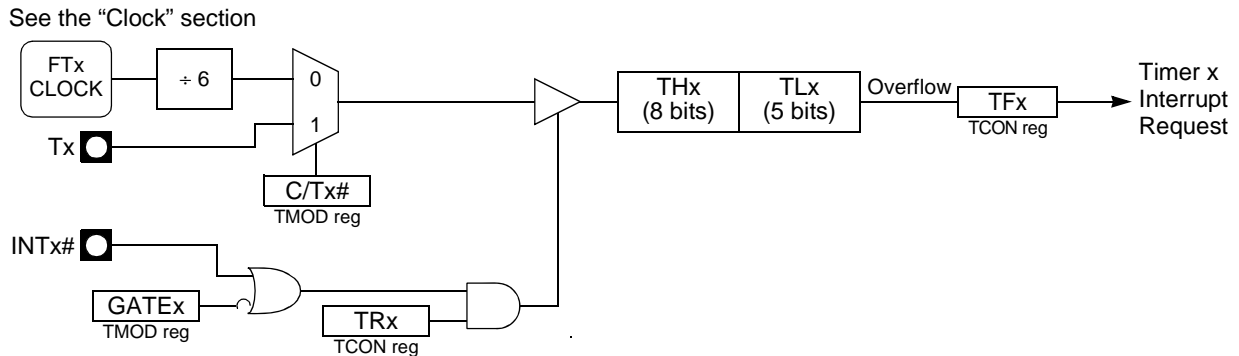 See the “Clock” section
FTx
CLOCK
÷ 6
0
1
Tx
C/Tx#
TMOD reg
THx
(8 bits)
TLx
(5 bits)
Overflow
TFx
TCON reg
Timer x
Interrupt
Request
INTx#
GATEx
TMOD reg
TRx
TCON reg